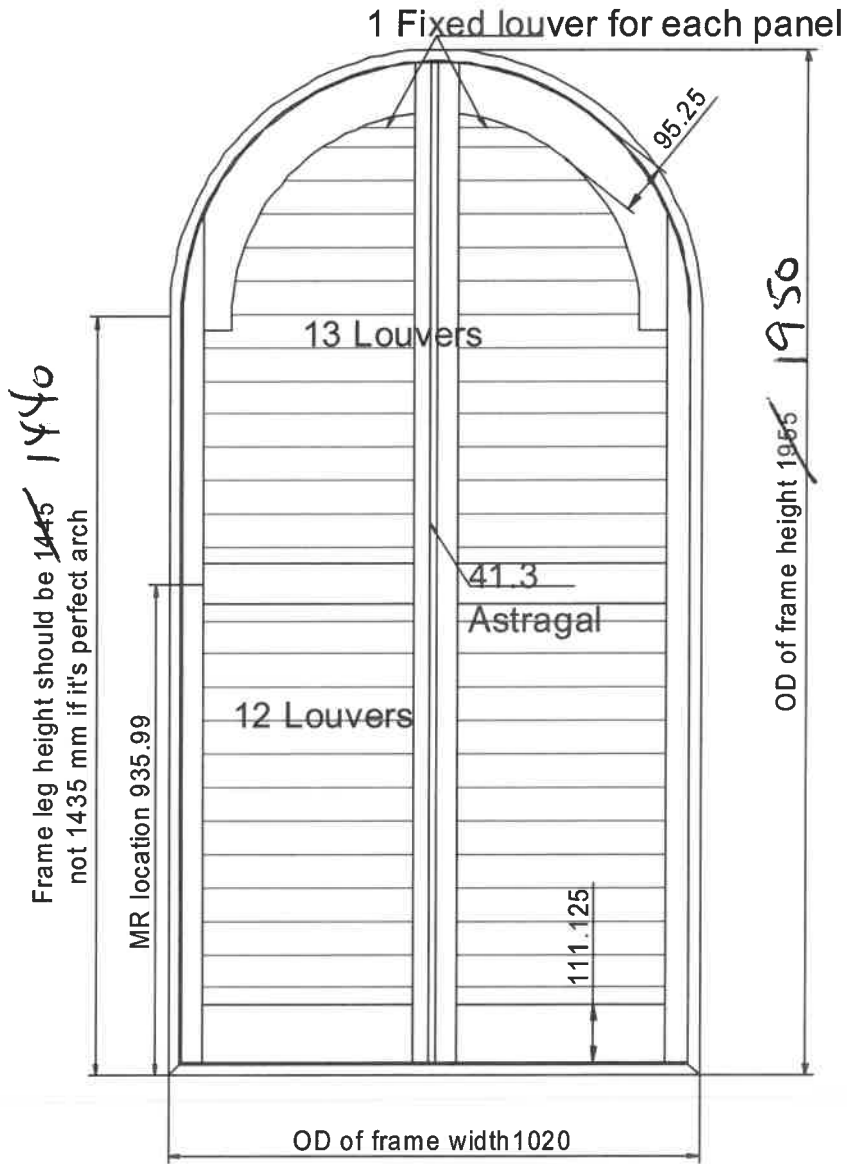 1 Fixed louver for each panel
95.25
13 Louvers
1950
OD of frame height 1955
1440
Frame leg height should be 1445
not 1435 mm if it's perfect arch
41.3
Astragal
MR location 935.99
12 Louvers
111.125
OD of frame width1020